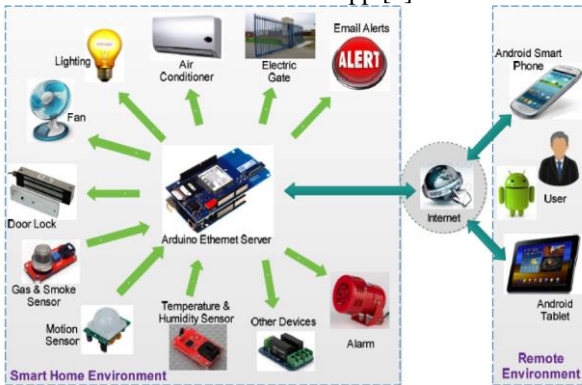 Lighting
Air
Conditioner
Electric
Gate
Email Alerts
ALERT
Android Smart
Phone
Fan
User
Door Lock
Arduino Ethernet Server
Internet
Gas & Smoke
Sensor
Motion
Sensor
Temperature &
Humidity Sensor
Other Devices
Alarm
Android
Tablet
Smart Home Environment
Remote
Environment